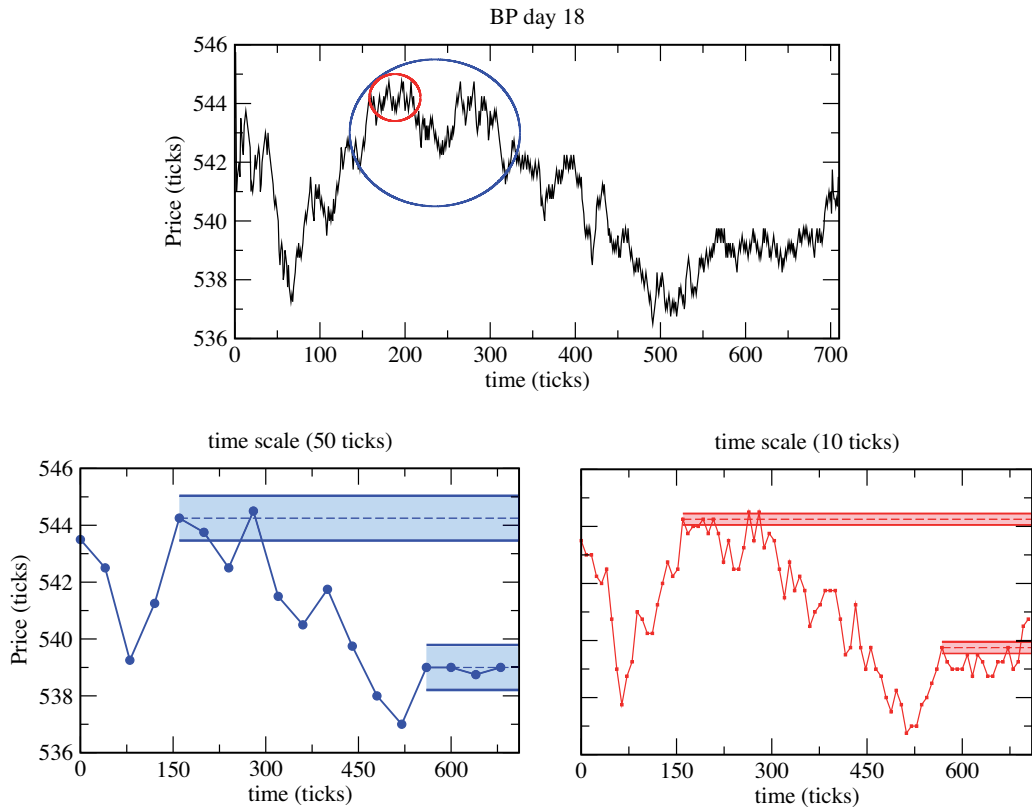 BP day 18
546
544
542
540
538
536
Price (ticks)
0 100 200 300 400 500 600 700
time (ticks)
time scale (50 ticks)
546
544
542
540
538
536
Price (ticks)
0 150 300 450 600
time (ticks)
time scale (10 ticks)
0 150 300 450 600
time (ticks)